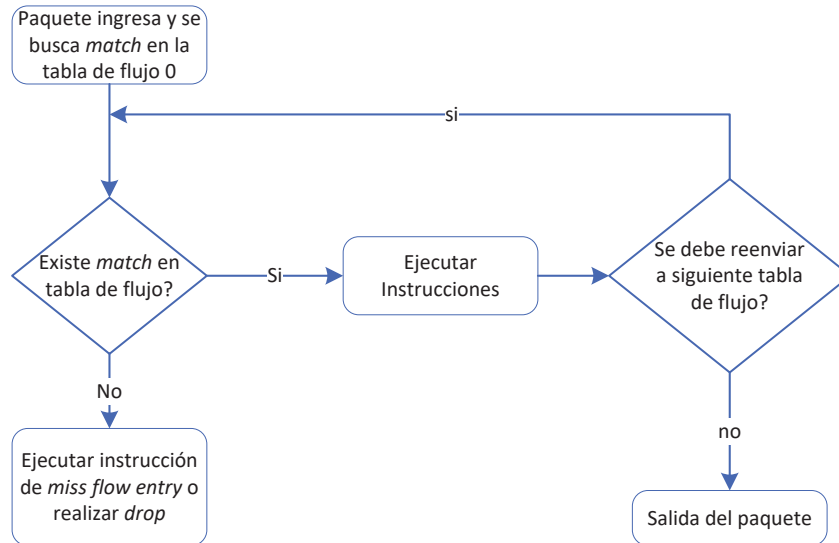 Paquete ingresa y se
busca match en la
tabla de flujo 0
si
Existe match en
tabla de flujo?
Si
Ejecutar
Instrucciones
Se debe reenviar
a siguiente tabla
de flujo?
No
no
Ejecutar instrucción
de miss flow entry o
realizar drop
Salida del paquete